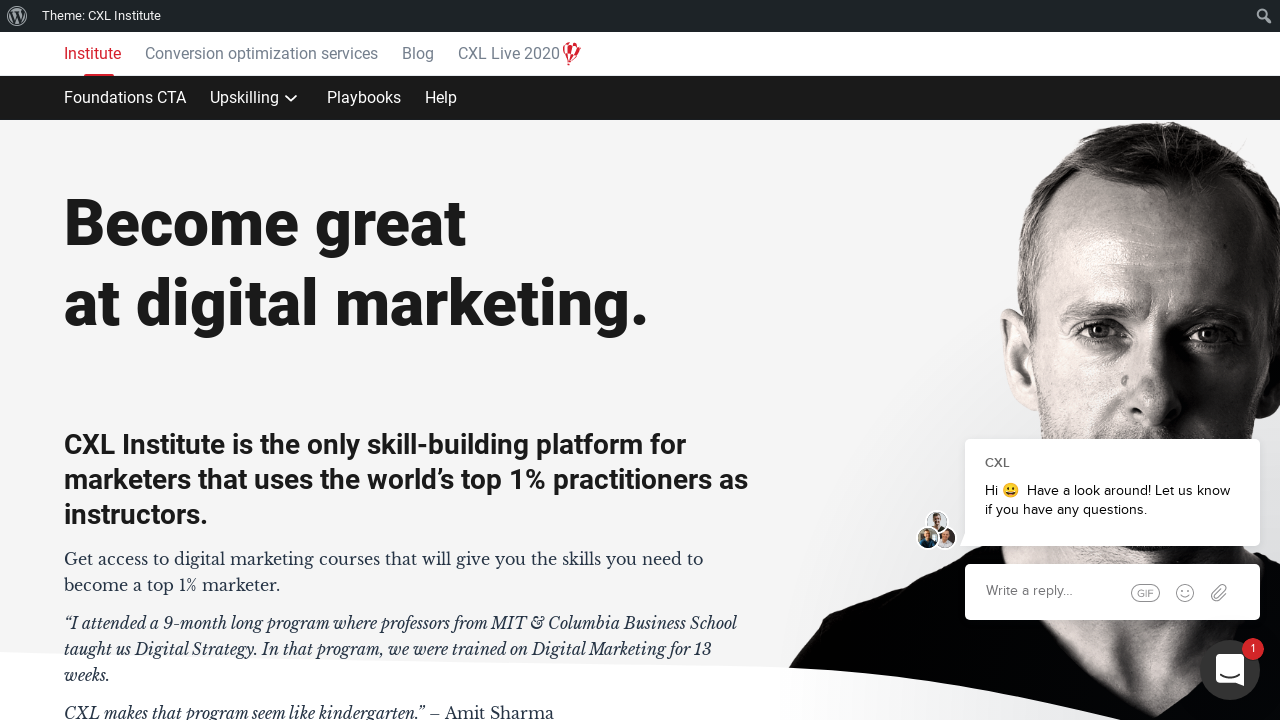 Theme: CXL Institute
Institute
Conversion optimization services
Blog
CXL Live 2020
Foundations CTA
Upskilling
Playbooks
Help
Become great
at digital marketing.
CXL Institute is the only skill-building platform for
marketers that uses the world’s top 1% practitioners as
instructors.
Get access to digital marketing courses that will give you the skills you need to
become a top 1% marketer.
“I attended a 9-month long program where professors from MIT & Columbia Business School
taught us Digital Strategy. In that program, we were trained on Digital Marketing for 13
weeks.
CXL makes that program seem like kindergarten.” – Amit Sharma
CXL
Hi 😀 Have a look around! Let us know
if you have any questions.
Write a reply…
GIF
1